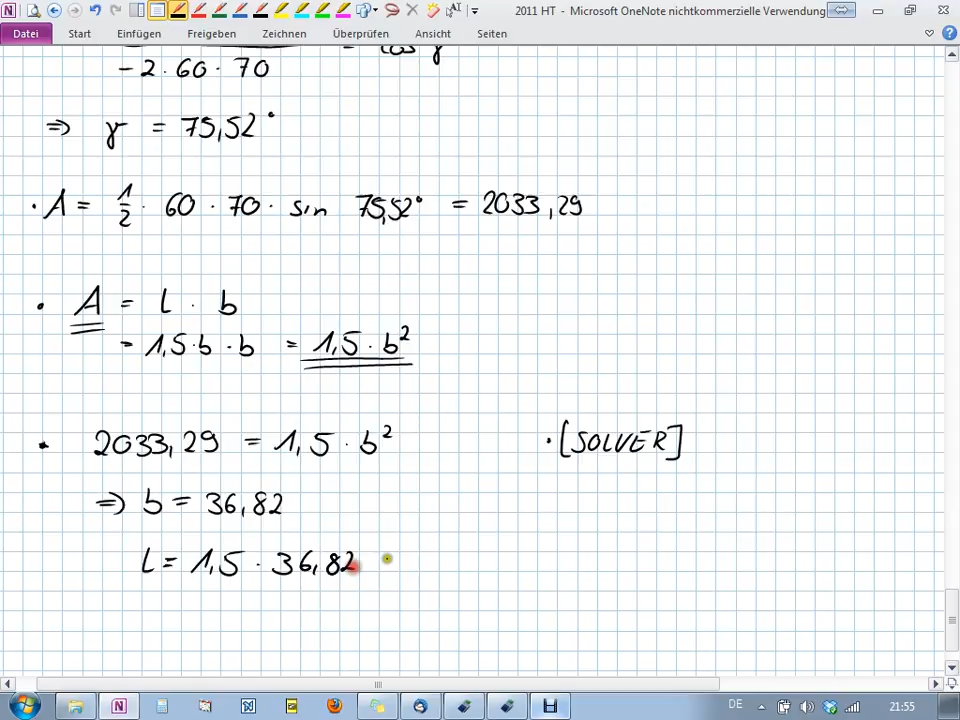 2011 HT - Microsoft OneNote nichtkommerzielle Verwendung
Datei Start Einfügen Freigeben Zeichnen Überprüfen Ansicht Seiten
= cos γ
-2 · 60 · 70
⇒ γ = 75,52°
· A = 1/2 · 60 · 70 · sin 75,52° = 2033,29
· A = l · b
= 1,5 · b · b = 1,5 · b²
· 2033,29 = 1,5 · b² · [SOLVER]
⇒ b = 36,82
l = 1,5 · 36,82
DE 21:55